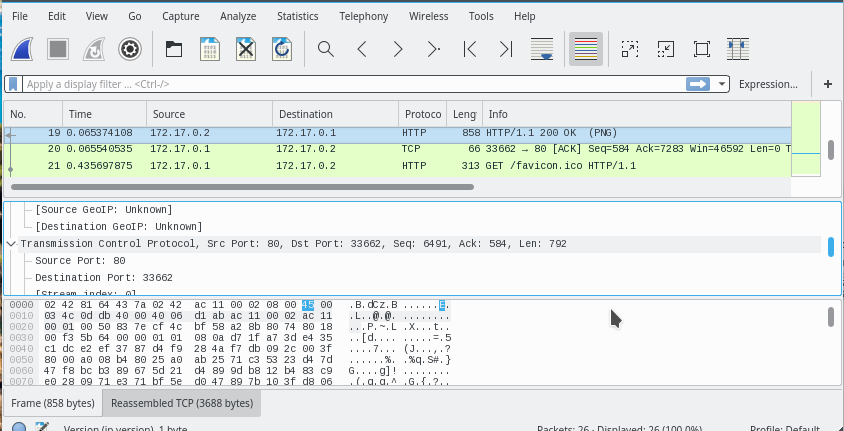 File Edit View Go Capture Analyze Statistics Telephony Wireless Tools Help
Apply a display filter ... <Ctrl-/> Expression... +
No. Time Source Destination Protoco Leng Info
19 0.065374108 172.17.0.2 172.17.0.1 HTTP 858 HTTP/1.1 200 OK (PNG)
20 0.065540535 172.17.0.1 172.17.0.2 TCP 66 33662 → 80 [ACK] Seq=584 Ack=7283 Win=46592 Len=0 T
21 0.435697875 172.17.0.1 172.17.0.2 HTTP 313 GET /favicon.ico HTTP/1.1
[Source GeoIP: Unknown]
[Destination GeoIP: Unknown]
Transmission Control Protocol, Src Port: 80, Dst Port: 33662, Seq: 6491, Ack: 584, Len: 792
Source Port: 80
Destination Port: 33662
[Stream index: 0]
0000 02 42 81 64 43 7a 02 42 ac 11 00 02 08 00 45 00 .B.dCz.B ......E.
0010 03 4c 0d db 40 00 40 06 d1 ab ac 11 00 02 ac 11 .L..@.@. ........
0020 00 01 00 50 83 7e cf 4c bf 58 a2 8b 80 74 80 18 ...P.~.L .X...t..
0030 00 f3 5b 64 00 00 01 01 08 0a d7 1f a7 3d e4 35 ..[d.... .....=.5
0040 c1 dc e2 ef 37 87 d4 f9 28 4a f7 db 09 2c 00 3f ....7... (J...,.?
0050 80 00 a0 08 b4 80 25 a0 ab 25 71 c3 53 23 d4 7d ......%. .%q.S#.}
0060 47 f8 bc b3 89 67 5d 21 d4 89 9d b8 12 b4 83 c9 G....g]! ........
0070 e0 28 09 71 e3 71 bf 5e d0 47 89 7b 10 3f d8 06 .(.q.q.^ .G.{.?..
Frame (858 bytes) Reassembled TCP (3688 bytes)
Version (ip.version), 1 byte Packets: 26 · Displayed: 26 (100.0%) Profile: Default